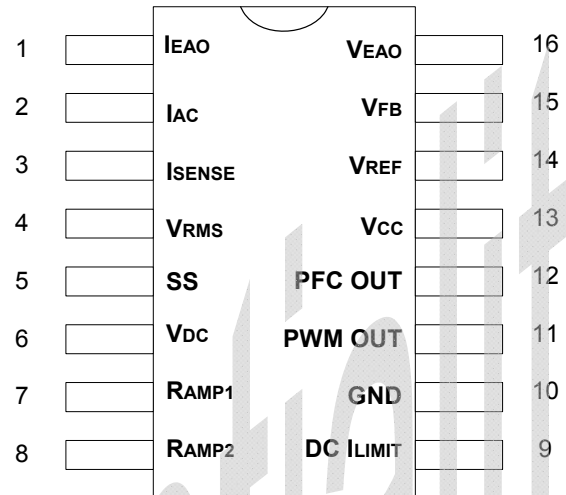 1 IEAO VEAO 16
2 IAC VFB 15
3 ISENSE VREF 14
4 VRMS VCC 13
5 SS PFC OUT 12
6 VDC PWM OUT 11
7 RAMP1 GND 10
8 RAMP2 DC ILIMIT 9